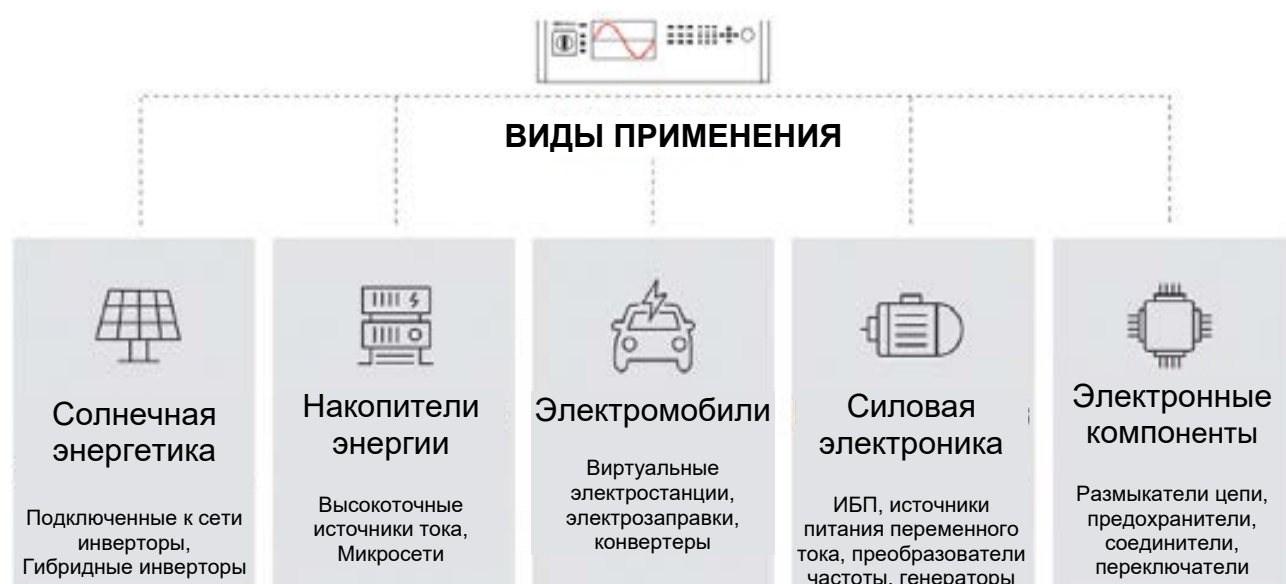 ВИДЫ ПРИМЕНЕНИЯ
Солнечная
энергетика
Подключенные к сети
инверторы,
Гибридные инверторы
Накопители
энергии
Высокоточные
источники тока,
Микросети
Электромобили
Виртуальные
электростанции,
электрозаправки,
конвертеры
Силовая
электроника
ИБП, источники
питания переменного
тока, преобразователи
частоты, генераторы
Электронные
компоненты
Размыкатели цепи,
предохранители,
соединители,
переключатели